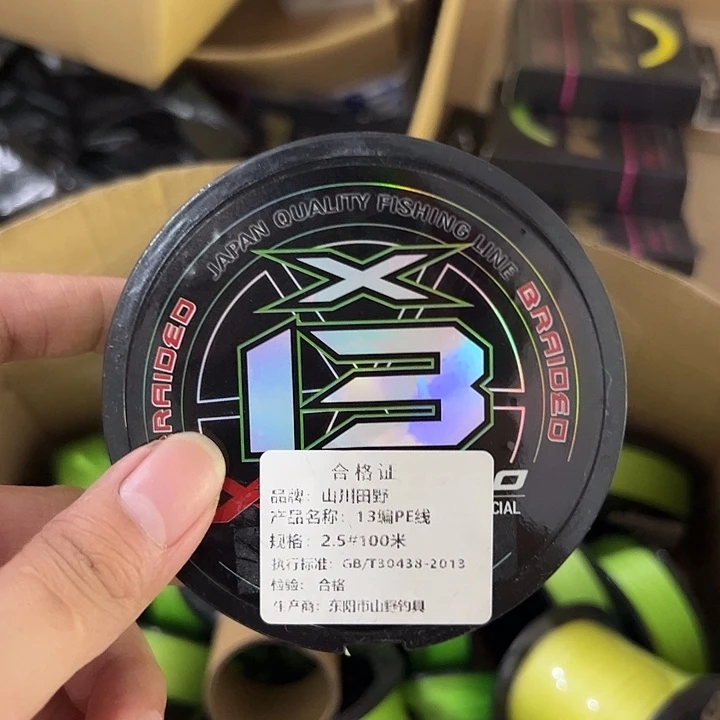 JAPAN QUALITY FISHING LINE
BRAIDED
BRAIDED
X
13
合格证
品牌：山川田野
产品名称：13编PE线
规格：2.5#100米
执行标准：GB/T30438-2013
检验：合格
生产商：东阳市山野钓具